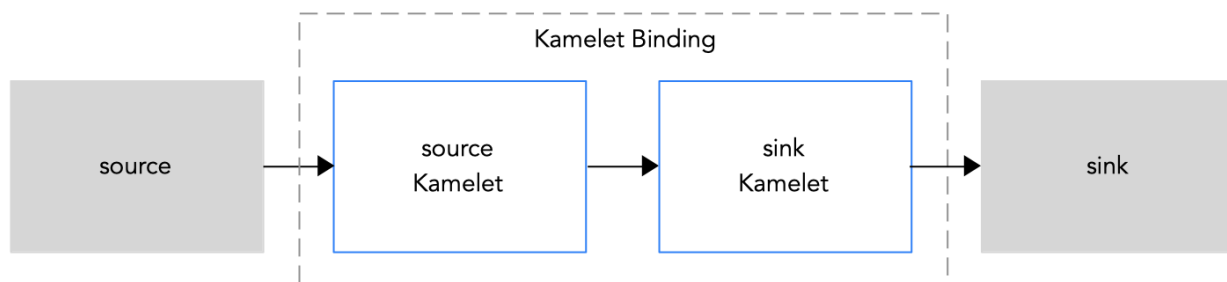 Kamelet Binding
source
source
Kamelet
sink
Kamelet
sink